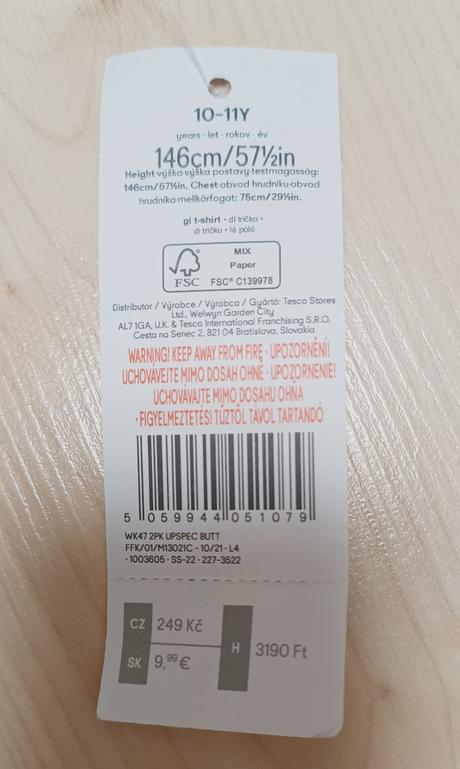 10-11Y
years · let · rokov · év
146cm/57½in
Height·výška·výška postavy·testmagasság:
146cm/57½in. Chest·obvod hrudníku·obvod
hrudníka·mellkörfogat: 75cm/29½in.
gi t-shirt • dí tričko •
di tričko • lá póló
MIX
Paper
FSC
FSC® C139978
Distributor / Výrobce / Výrobca / Gyártó: Tesco Stores
Ltd., Welwyn Garden City
AL7 1GA, U.K. & Tesco International Franchising S.R.O.
Cesta na Senec 2, 821 04 Bratislava, Slovakia
WARNING! KEEP AWAY FROM FIRE · UPOZORNĚNÍ!
UCHOVÁVEJTE MIMO DOSAH OHNĚ · UPOZORNENIE!
UCHOVÁVAJTE MIMO DOSAHU OHŇA
· FIGYELMEZTETÉS! TŰZTŐL TÁVOL TARTANDÓ
5 059944 051079
WK47 2PK UPSPEC BUTT
FFK/01/M13021C - 10/21 · L4
· 1003605 · SS-22 · 227-3522
CZ 249 Kč
SK 9,99 €
H 3190 Ft